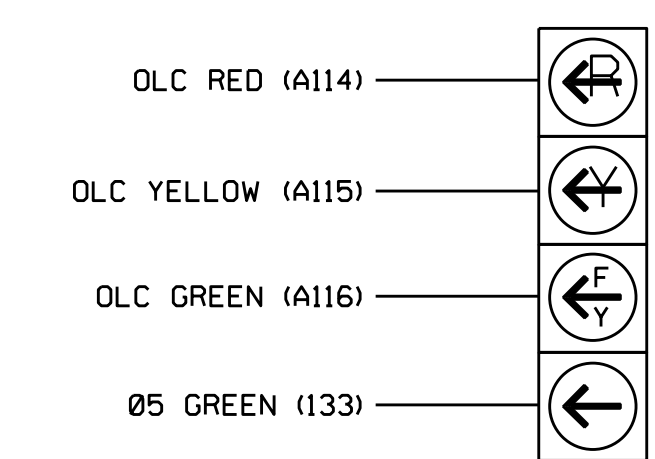 OLC RED (A114)
R
OLC YELLOW (A115)
Y
OLC GREEN (A116)
F
Y
Ø5 GREEN (133)